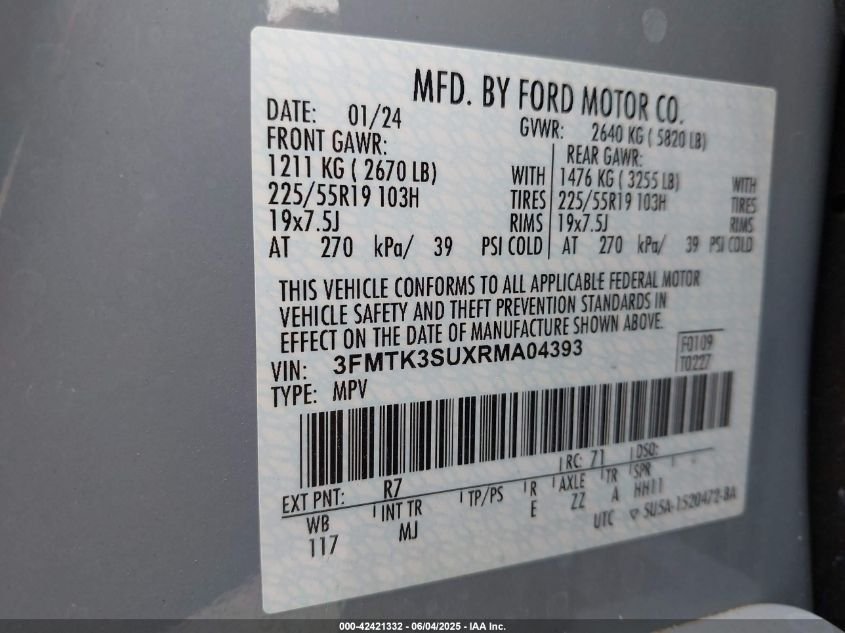 MFD. BY FORD MOTOR CO.
DATE: 01/24 GVWR: 2640 KG ( 5820 LB)
FRONT GAWR: REAR GAWR:
1211 KG ( 2670 LB) WITH 1476 KG ( 3255 LB) WITH
225/55R19 103H TIRES 225/55R19 103H TIRES
19x7.5J RIMS 19x7.5J RIMS
AT 270 kPa/ 39 PSI COLD AT 270 kPa/ 39 PSI COLD
THIS VEHICLE CONFORMS TO ALL APPLICABLE FEDERAL MOTOR
VEHICLE SAFETY AND THEFT PREVENTION STANDARDS IN
EFFECT ON THE DATE OF MANUFACTURE SHOWN ABOVE.
VIN: 3FMTK3SUXRMA04393 F0109
TYPE: MPV T0227
EXT PNT: R7 RC: 71 DSO:
WB INT TR TP/PS R AXLE TR SPR
117 MJ E ZZ A HH11
UTC SU5A-1520472-BA
000-42421332 - 06/04/2025 - IAA Inc.